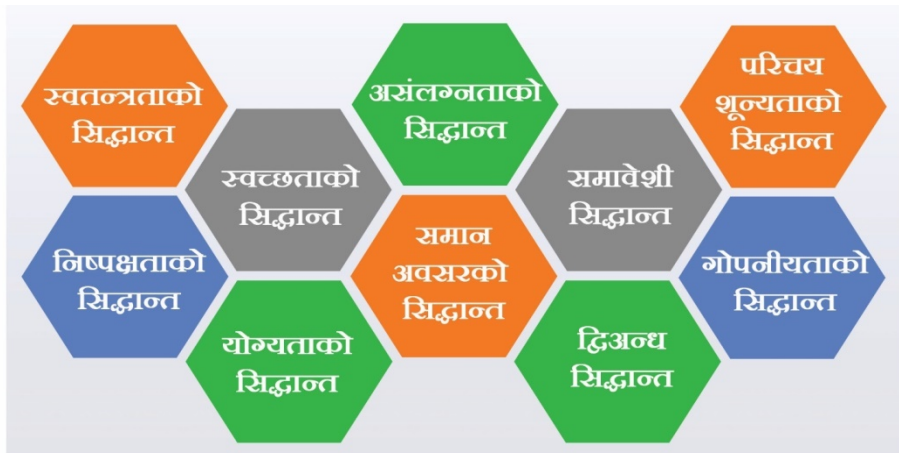 स्वतन्त्रताको
सिद्धान्त
असंलग्नताको
सिद्धान्त
परिचय
शून्यताको
सिद्धान्त
स्वच्छताको
सिद्धान्त
समावेशी
सिद्धान्त
निष्पक्षताको
सिद्धान्त
समान
अवसरको
सिद्धान्त
गोपनीयताको
सिद्धान्त
योग्यताको
सिद्धान्त
द्विअन्ध
सिद्धान्त